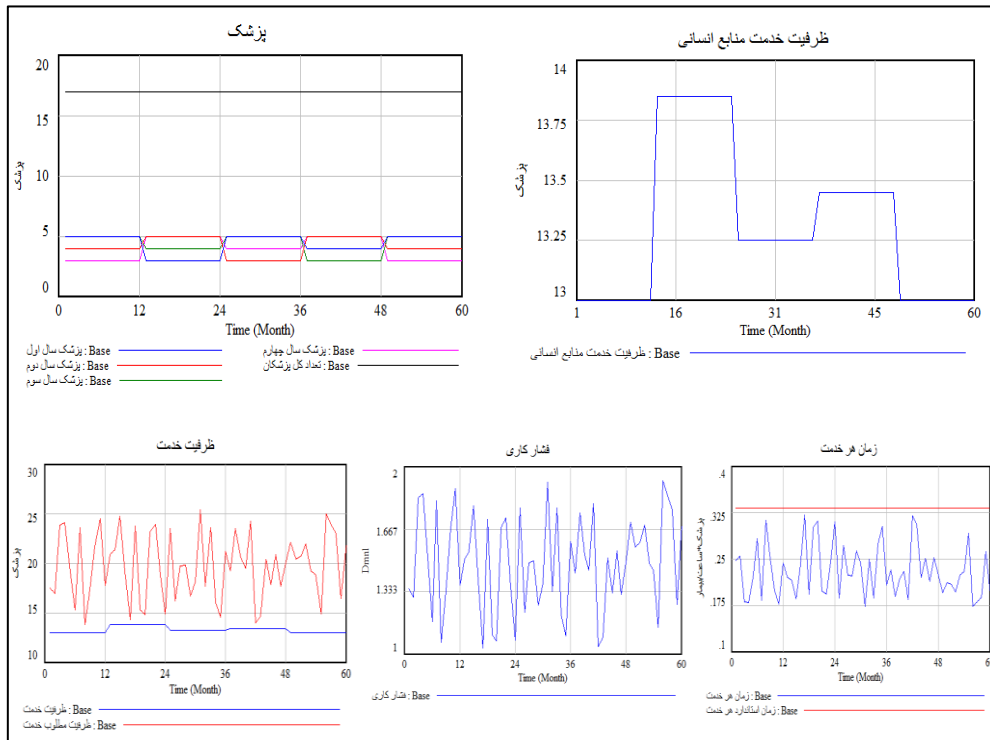 پزشک
20
15
10
5
0
پزشک
0 12 24 36 48 60
Time (Month)
پزشک سال اول : Base
پزشک سال دوم : Base
پزشک سال سوم : Base
پزشک سال چهارم : Base
تعداد کل پزشکان : Base
ظرفیت خدمت منابع انسانی
14
13.75
13.5
13.25
13
پزشک
1 16 31 45 60
Time (Month)
ظرفیت خدمت منابع انسانی : Base
ظرفیت خدمت
30
25
20
15
10
پزشک
0 12 24 36 48 60
Time (Month)
ظرفیت خدمت : Base
ظرفیت مطلوب خدمت : Base
فشار کاری
2
1.667
1.333
1
Dmnl
0 12 24 36 48 60
Time (Month)
فشار کاری : Base
زمان هر خدمت
.4
.325
.25
.175
.1
پزشک*ساعت/بیمار
0 12 24 36 48 60
Time (Month)
زمان هر خدمت : Base
زمان استاندارد هر خدمت : Base